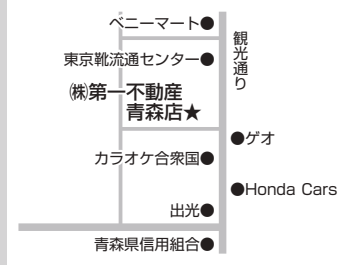 ベニーマート●
東京靴流通センター●
観光通り
㈱第一不動産
青森店★
●ゲオ
カラオケ合衆国●
●Honda Cars
出光●
青森県信用組合●